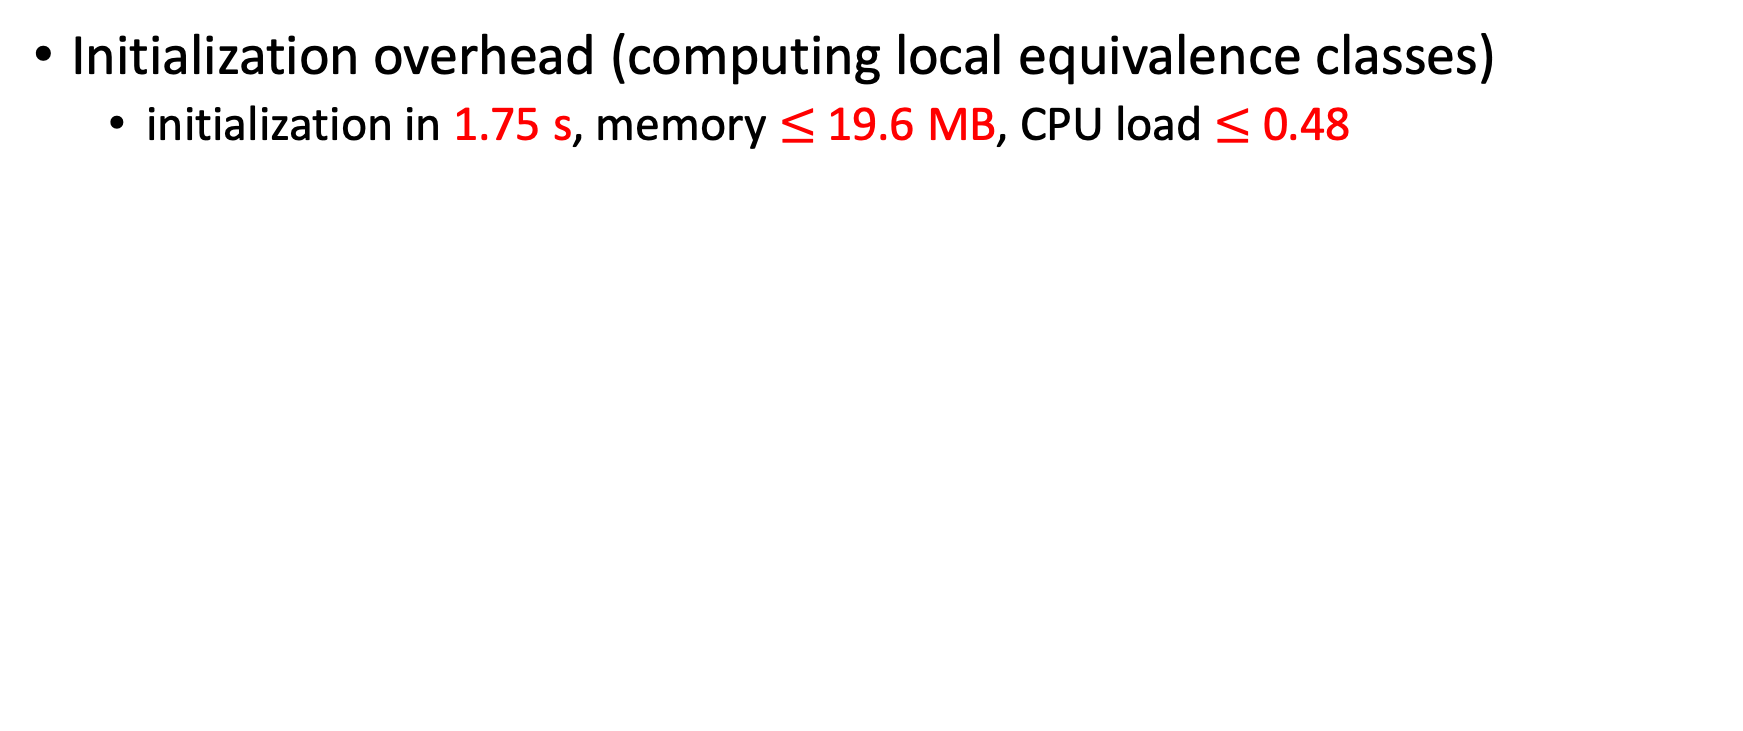 • Initialization overhead (computing local equivalence classes)
• initialization in 1.75 s, memory ≤ 19.6 MB, CPU load ≤ 0.48